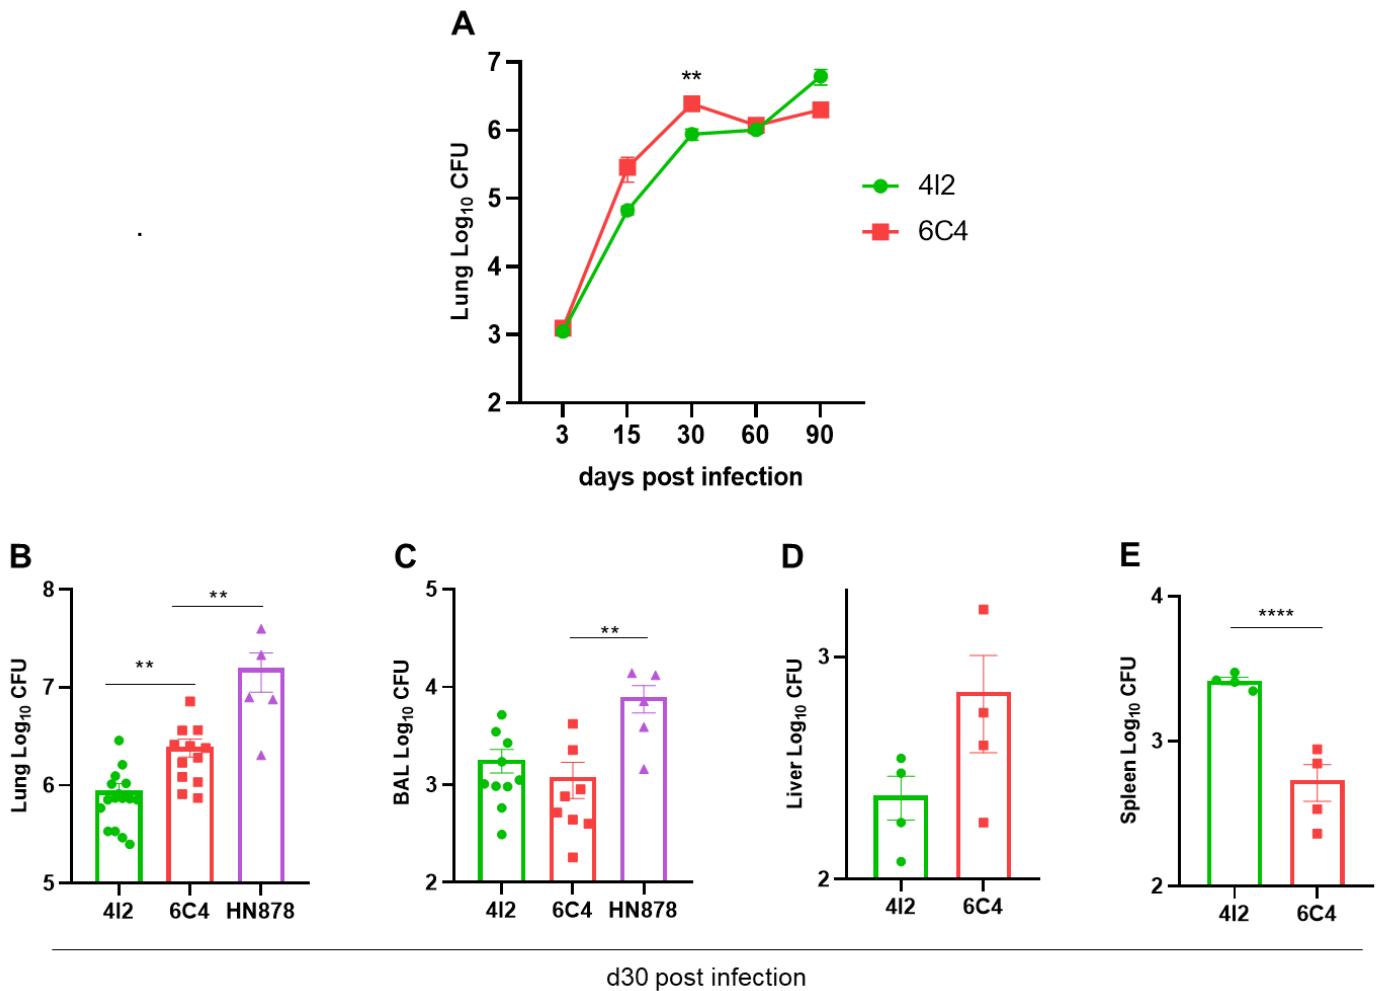 A
7
6
5
4
3
2
Lung Log10 CFU
**
3 15 30 60 90
days post infection
4I2
6C4
B
8
7
6
5
Lung Log10 CFU
**
**
4I2 6C4 HN878
C
5
4
3
2
BAL Log10 CFU
**
4I2 6C4 HN878
D
3
2
Liver Log10 CFU
4I2 6C4
E
4
3
2
Spleen Log10 CFU
****
4I2 6C4
d30 post infection